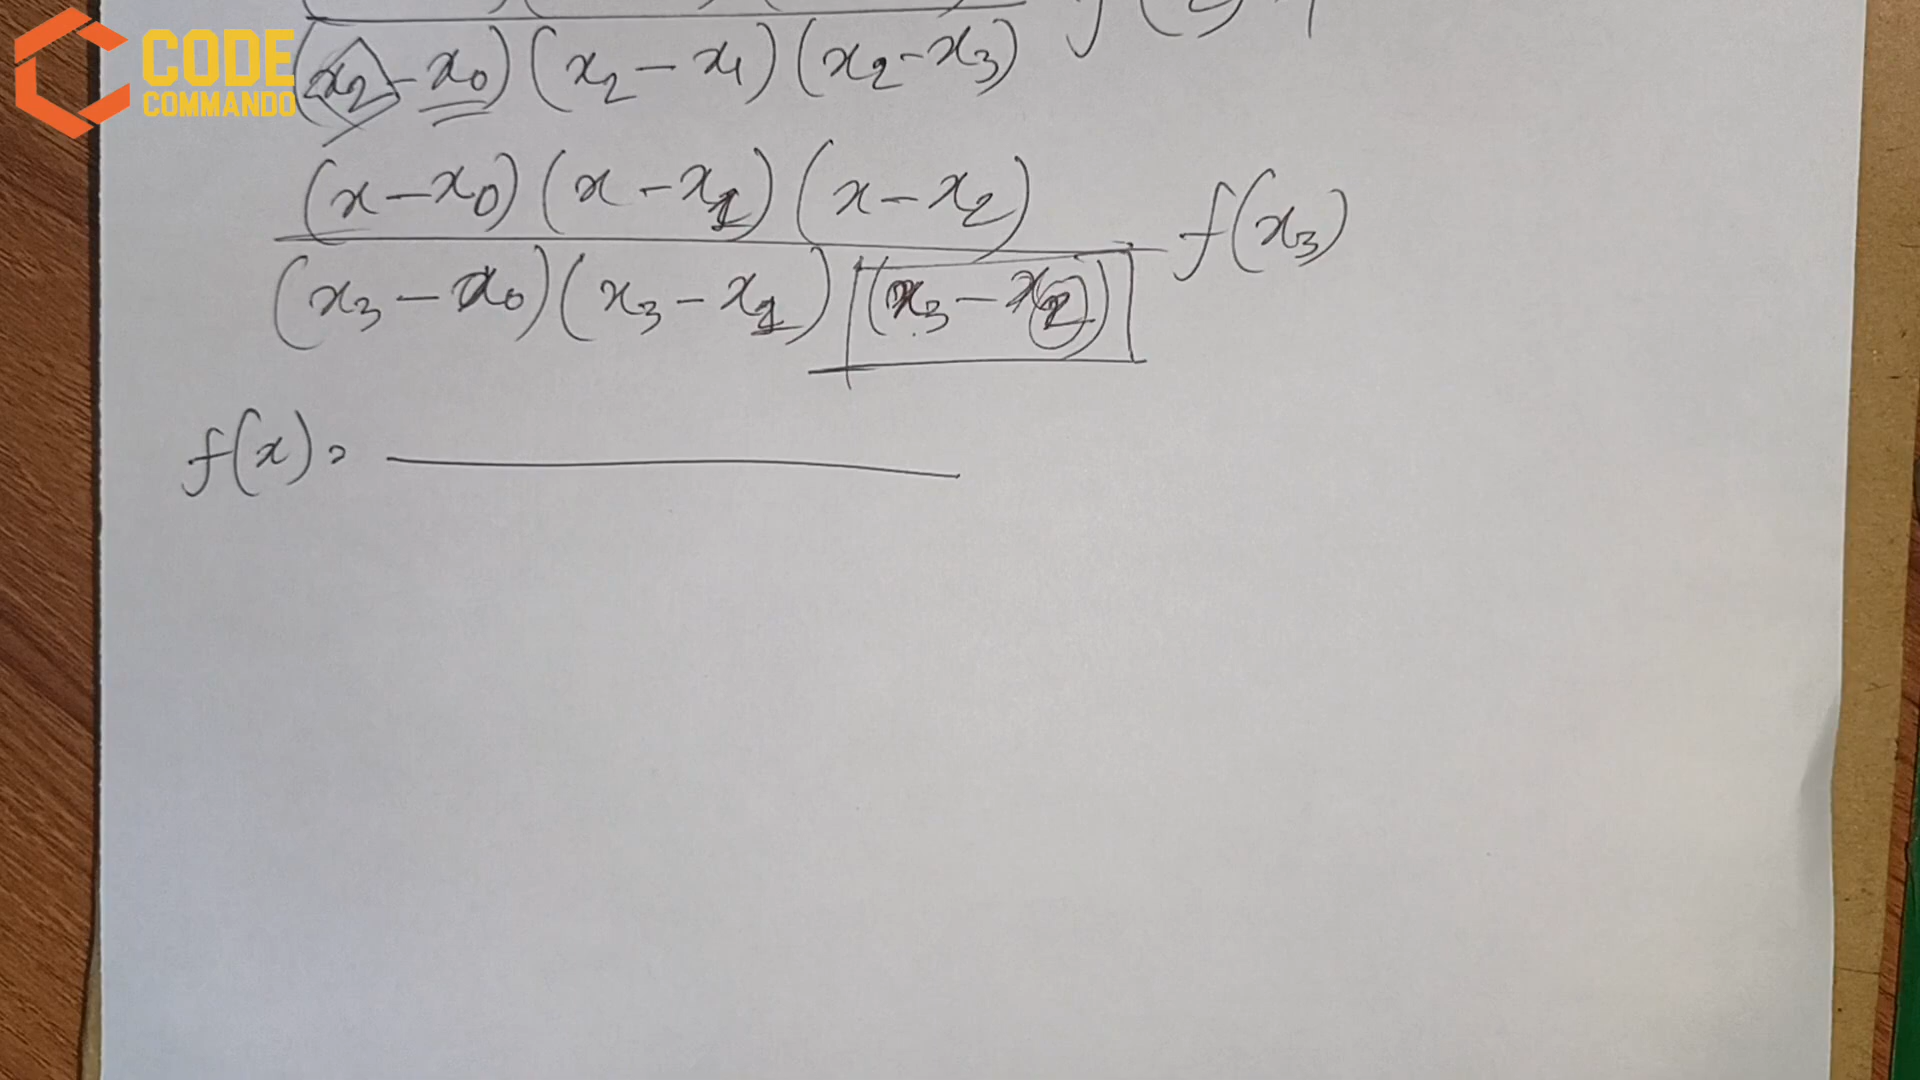 CODE
COMMANDO
(x₂-x₀)(x₂-x₁)(x₂-x₃)
(x-x₀)(x-x₁)(x-x₂)
(x₃-x₀)(x₃-x₁)(x₃-x₂)
f(x₃)
f(x) =